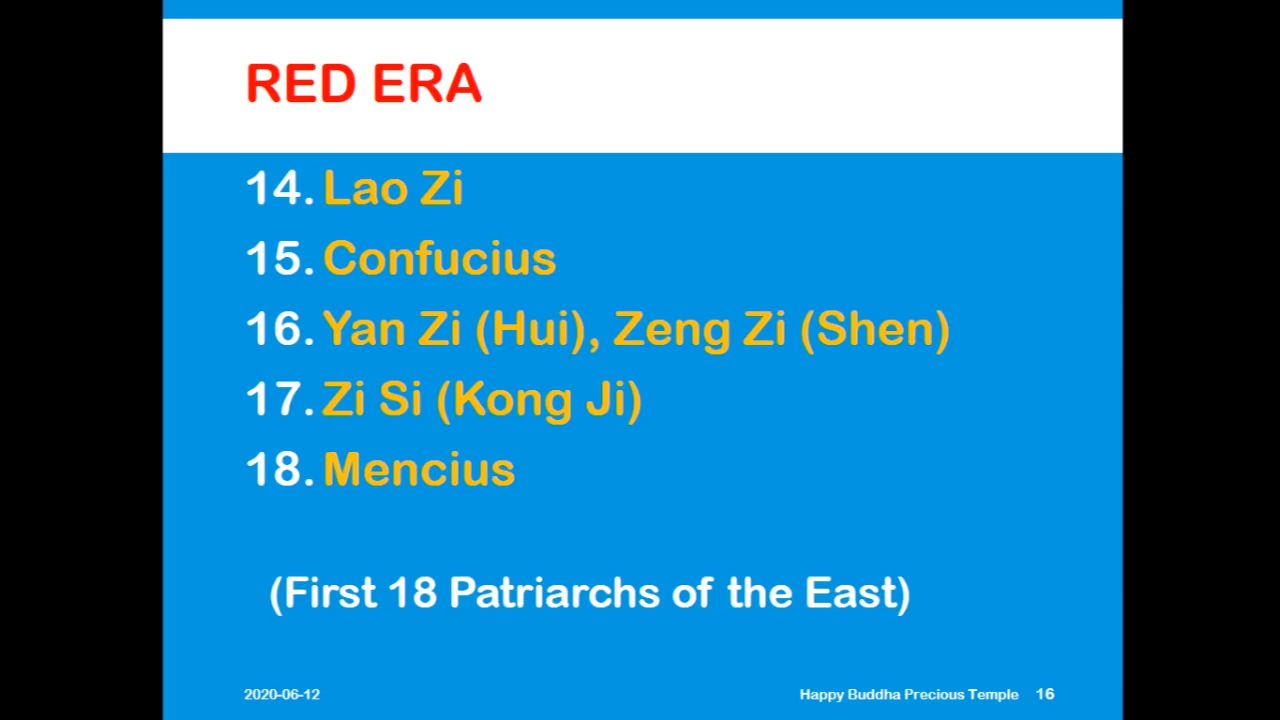 RED ERA
14. Lao Zi
15. Confucius
16. Yan Zi (Hui), Zeng Zi (Shen)
17. Zi Si (Kong Ji)
18. Mencius
(First 18 Patriarchs of the East)
2020-06-12 Happy Buddha Precious Temple 16